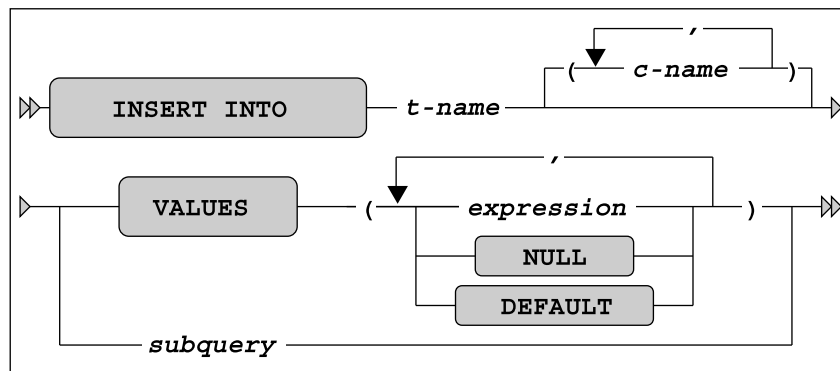 ,
( c-name )
INSERT INTO t-name
,
VALUES ( expression )
NULL
DEFAULT
subquery